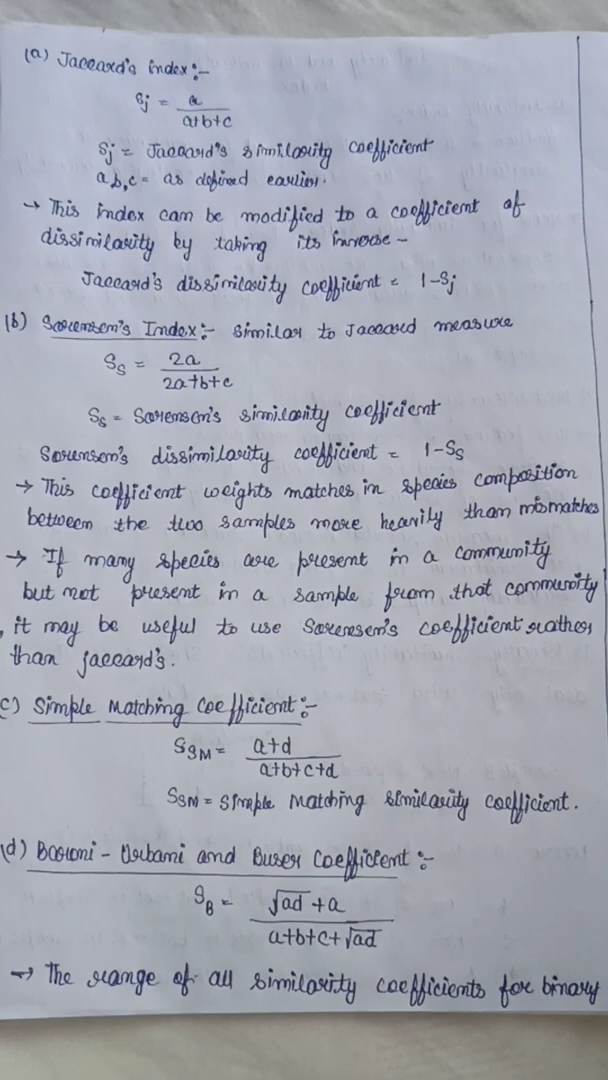 (a) Jaccard's index :-
Sj = a / a+b+c
Sj = Jaccard's similarity coefficient
a,b,c = as defined earlier.
→ This index can be modified to a coefficient of
dissimilarity by taking its inverse -
Jaccard's dissimilarity coefficient = 1-Sj
(b) Sorensen's Index :- Similar to Jaccard measure
Ss = 2a / 2a+b+c
Ss = Sorenson's similarity coefficient
Sorensen's dissimilarity coefficient = 1-Ss
→ This coefficient weights matches in species composition
between the two samples more heavily than mismatches
→ If many species are present in a community
but not present in a sample from that community
, it may be useful to use Sorensen's coefficient rather
than jaccard's.
c) Simple Matching Coefficient :-
SSM = a+d / a+b+c+d
SSM = Simple Matching similarity coefficient.
(d) Baroni - Urbani and Buser Coefficient :-
SB = √ad + a / a+b+c+√ad
→ The range of all similarity coefficients for binary